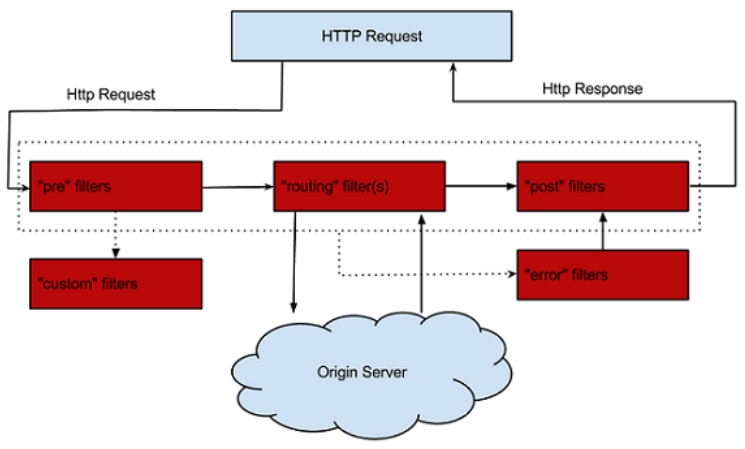 HTTP Request
Http Request
Http Response
"pre" filters
"routing" filter(s)
"post" filters
"custom" filters
"error" filters
Origin Server